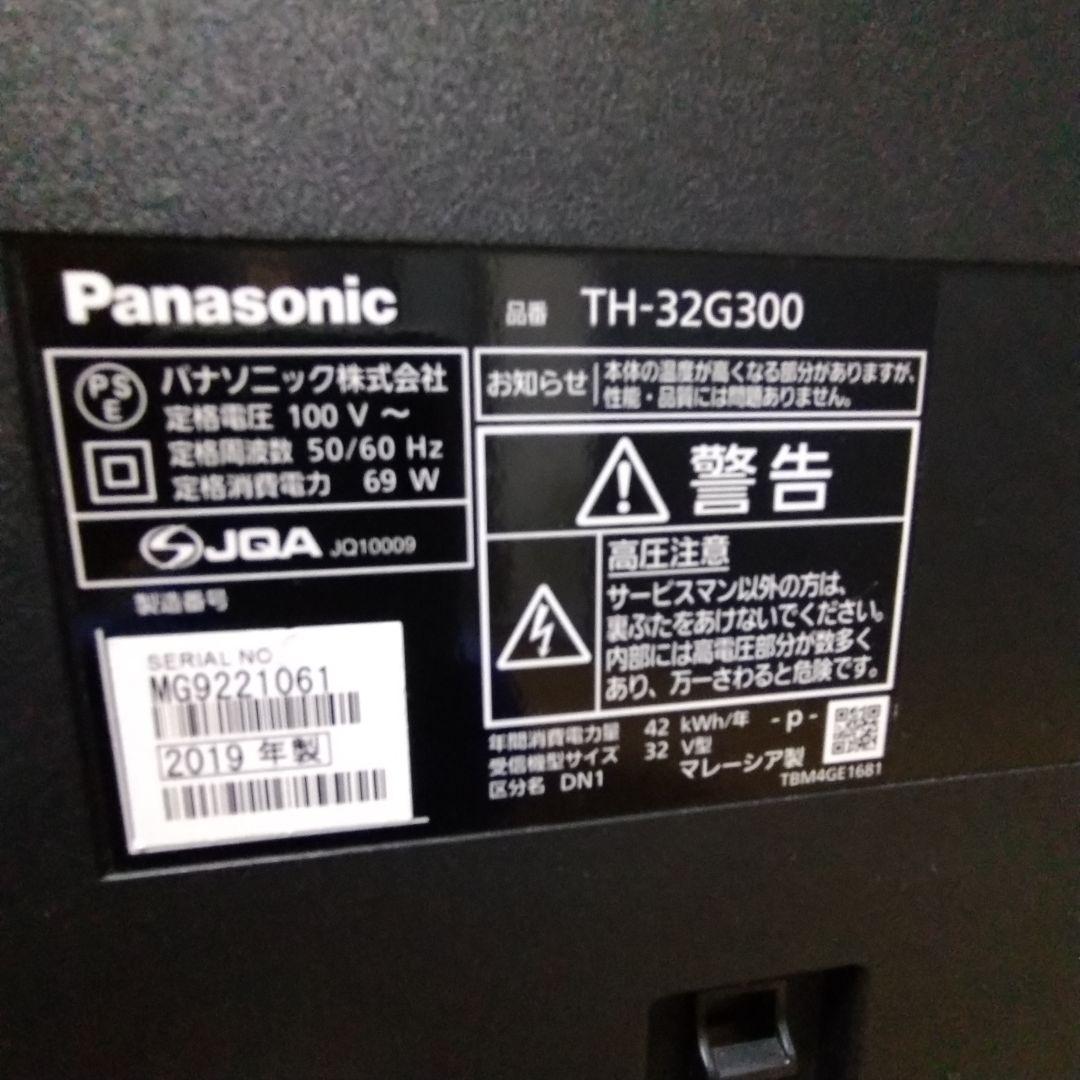 Panasonic
品番 TH-32G300
PS
E
パナソニック株式会社
定格電圧 100 V ～
定格周波数 50/60 Hz
定格消費電力 69 W
JQA JQ10009
製造番号
SERIAL NO
MG9221061
2019 年製
お知らせ
本体の温度が高くなる部分がありますが、
性能・品質には問題ありません。
警告
高圧注意
サービスマン以外の方は、
裏ぶたをあけないでください。
内部には高電圧部分が数多く
あり、万一さわると危険です。
年間消費電力量 42 kWh/年 -p-
受信機型サイズ 32 V型
区分名 DN1 マレーシア製
TBM4GE1681